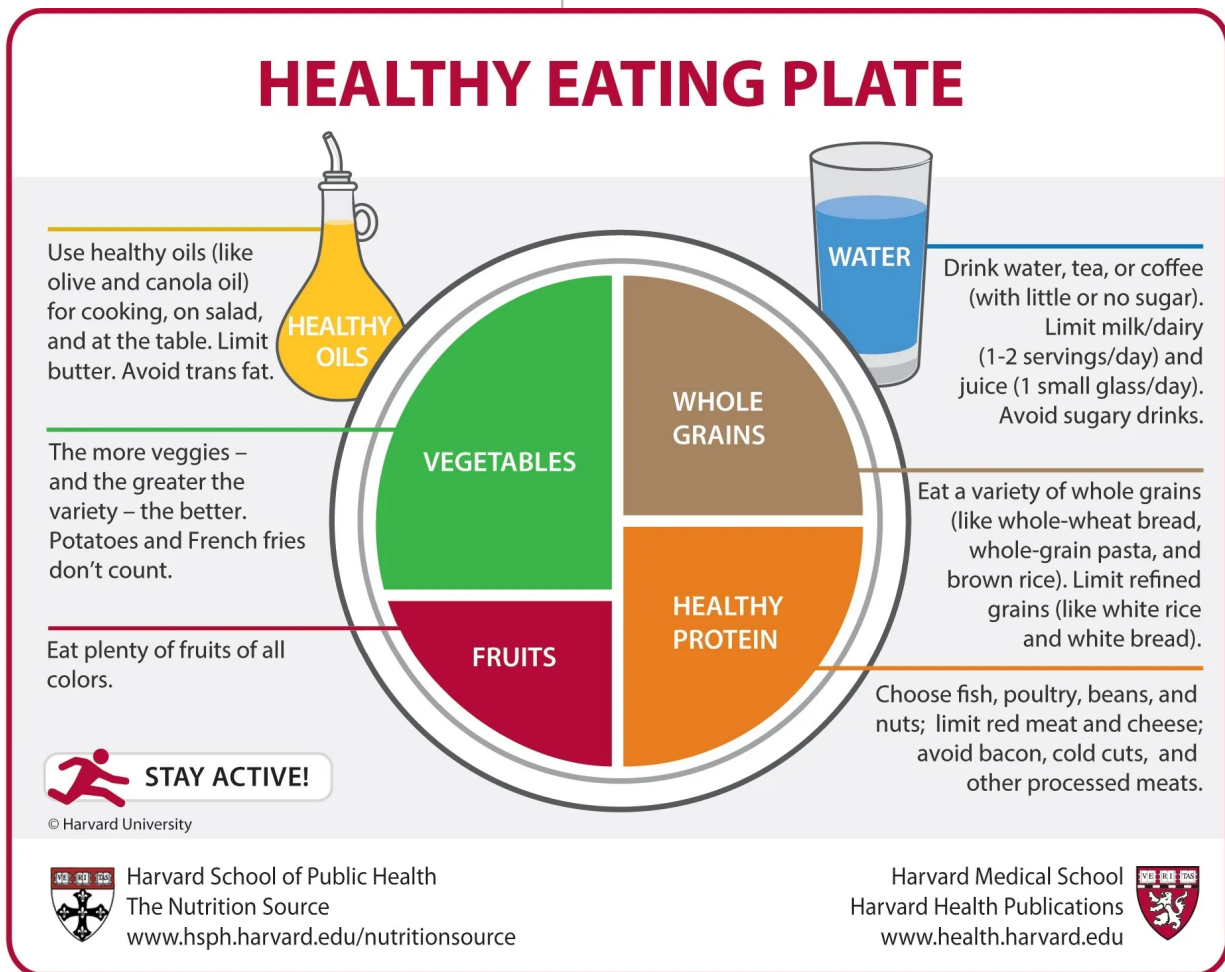 HEALTHY EATING PLATE
Use healthy oils (like
olive and canola oil)
for cooking, on salad,
and at the table. Limit
butter. Avoid trans fat.
HEALTHY
OILS
The more veggies –
and the greater the
variety – the better.
Potatoes and French fries
don't count.
Eat plenty of fruits of all
colors.
VEGETABLES
FRUITS
WHOLE
GRAINS
HEALTHY
PROTEIN
WATER
Drink water, tea, or coffee
(with little or no sugar).
Limit milk/dairy
(1-2 servings/day) and
juice (1 small glass/day).
Avoid sugary drinks.
Eat a variety of whole grains
(like whole-wheat bread,
whole-grain pasta, and
brown rice). Limit refined
grains (like white rice
and white bread).
Choose fish, poultry, beans, and
nuts; limit red meat and cheese;
avoid bacon, cold cuts, and
other processed meats.
STAY ACTIVE!
© Harvard University
VE RI TAS
Harvard School of Public Health
The Nutrition Source
www.hsph.harvard.edu/nutritionsource
Harvard Medical School
Harvard Health Publications
www.health.harvard.edu
VE RI TAS